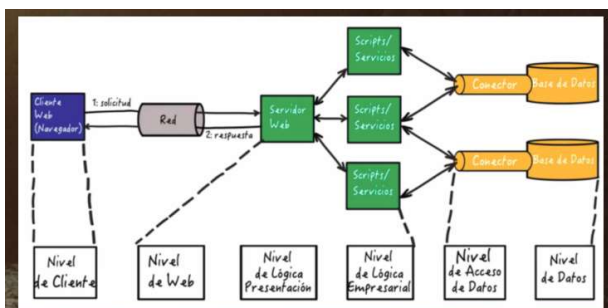 Scripts/
Servicios
Cliente
Web
(Navegador)
1: solicitud
Red
2: respuesta
Servidor
Web
Scripts/
Servicios
Scripts/
Servicios
Conector
Base de Datos
Conector
Base de Datos
Nivel
de Cliente
Nivel
de Web
Nivel
de Lógica
Presentación
Nivel
de Lógica
Empresarial
Nivel
de Acceso
de Datos
Nivel
de Datos